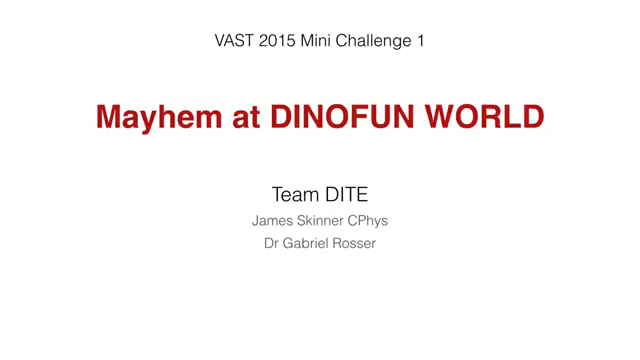 VAST 2015 Mini Challenge 1
Mayhem at DINOFUN WORLD
Team DITE
James Skinner CPhys
Dr Gabriel Rosser